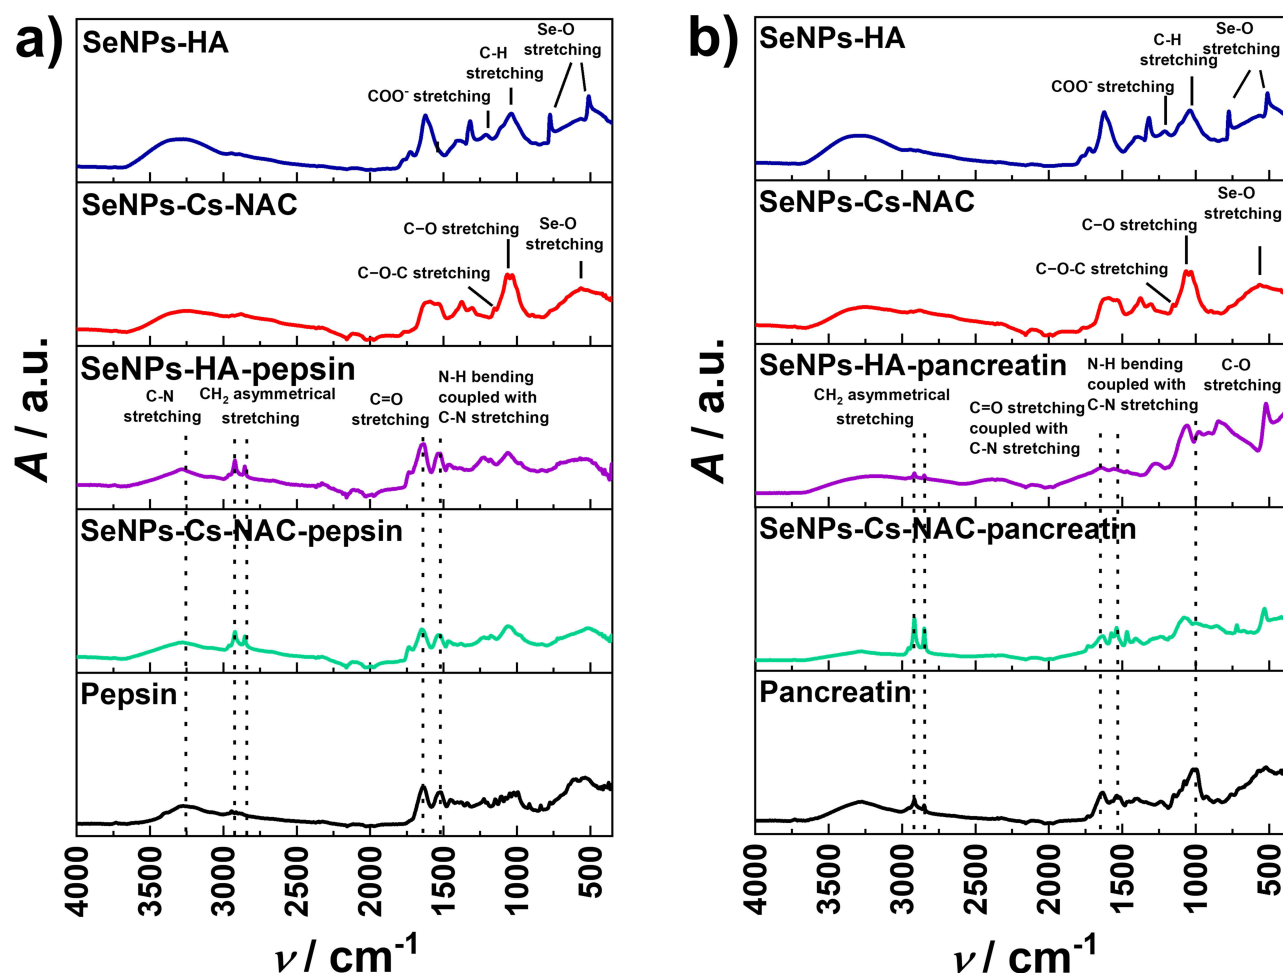 a)
SeNPs-HA
COO⁻ stretching
C-H
stretching
Se-O
stretching
SeNPs-Cs-NAC
C−O-C stretching
C−O stretching
Se-O
stretching
SeNPs-HA-pepsin
C-N
stretching
CH₂ asymmetrical
stretching
C=O
stretching
N-H bending
coupled with
C-N stretching
SeNPs-Cs-NAC-pepsin
Pepsin
A / a.u.
4000 3500 3000 2500 2000 1500 1000 500
ν / cm⁻¹
b)
SeNPs-HA
COO⁻ stretching
C-H
stretching
Se-O
stretching
SeNPs-Cs-NAC
C−O-C stretching
C−O stretching
Se-O
stretching
SeNPs-HA-pancreatin
CH₂ asymmetrical
stretching
C=O stretching
coupled with
C-N stretching
N-H bending
coupled with
C-N stretching
C-O
stretching
SeNPs-Cs-NAC-pancreatin
Pancreatin
A / a.u.
4000 3500 3000 2500 2000 1500 1000 500
ν / cm⁻¹